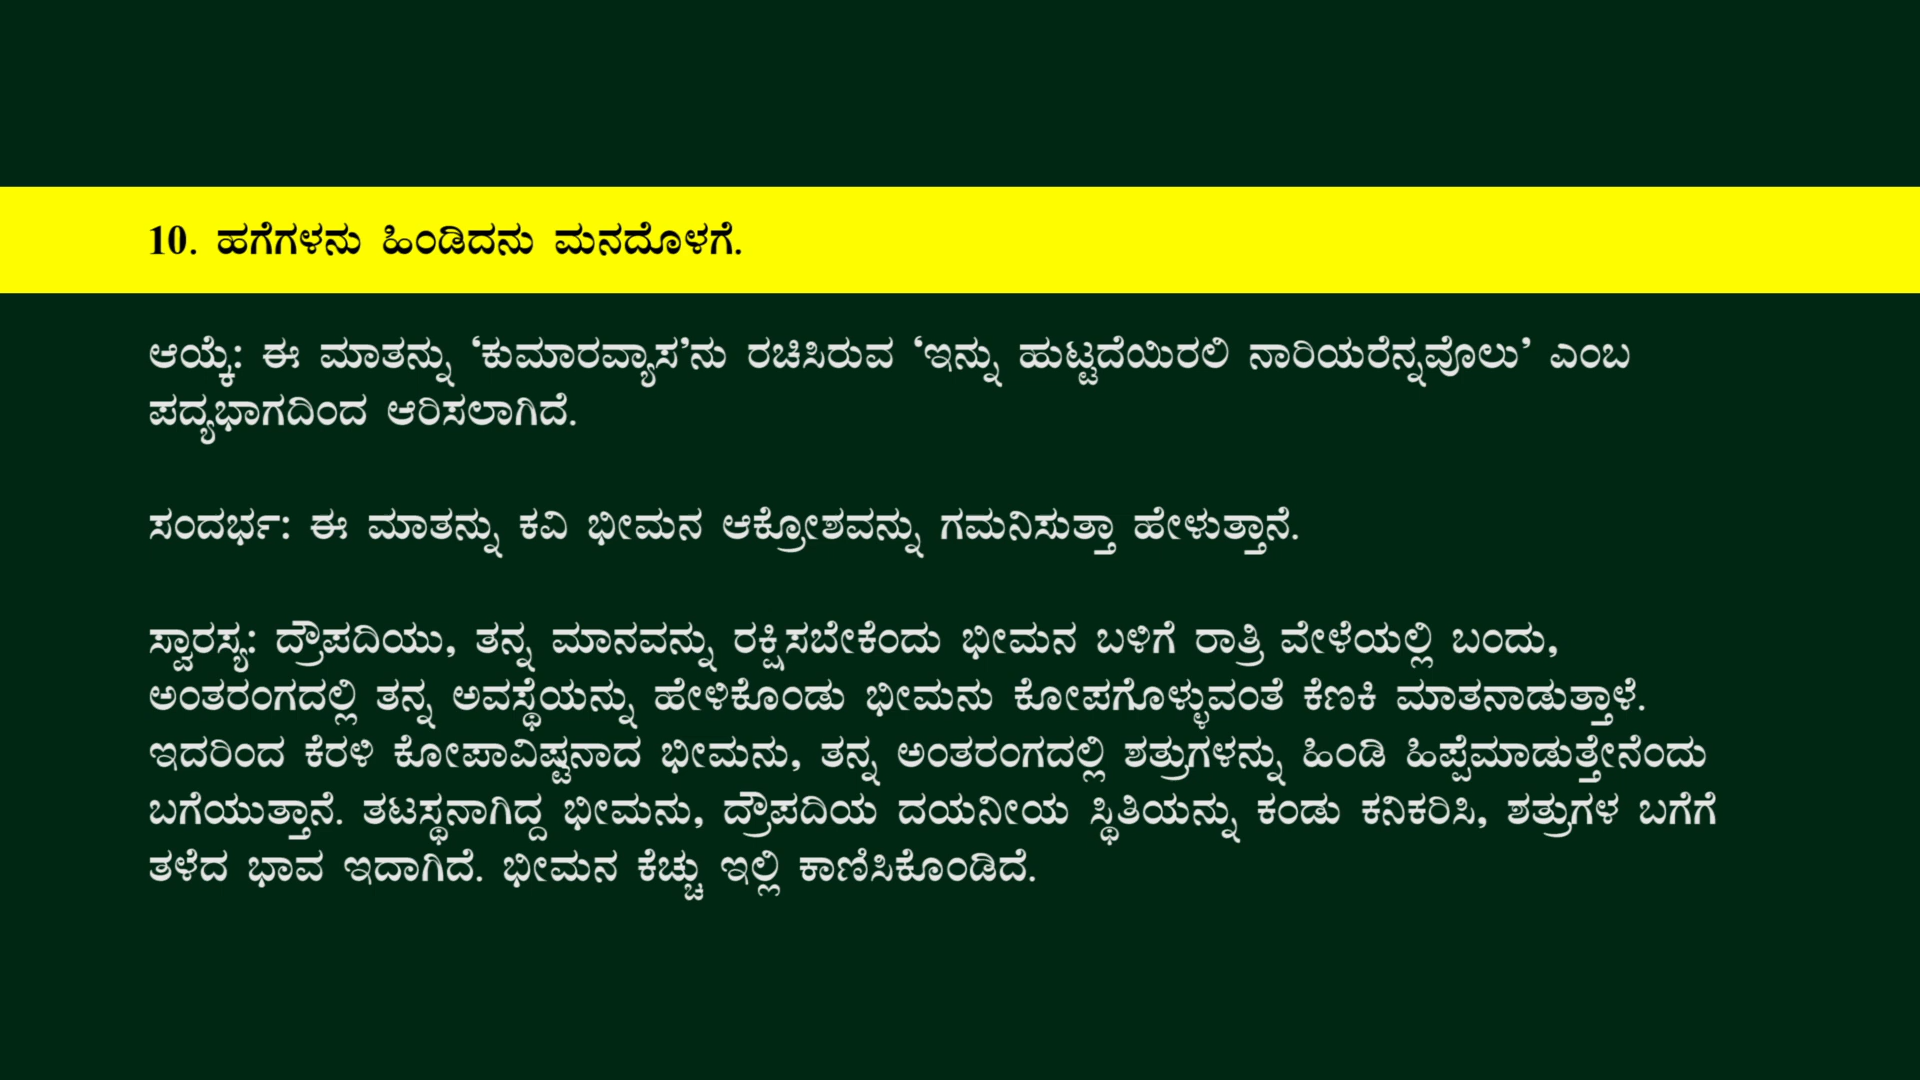 10. ಹಗೆಗಳನು ಹಿಂಡಿದನು ಮನದೊಳಗೆ.
ಆಯ್ಕೆ: ಈ ಮಾತನ್ನು ‘ಕುಮಾರವ್ಯಾಸ’ನು ರಚಿಸಿರುವ ‘ಇನ್ನು ಹುಟ್ಟದೆಯಿರಲಿ ನಾರಿಯರೆನ್ನವೊಲು’ ಎಂಬ
ಪದ್ಯಭಾಗದಿಂದ ಆರಿಸಲಾಗಿದೆ.
ಸಂದರ್ಭ: ಈ ಮಾತನ್ನು ಕವಿ ಭೀಮನ ಆಕ್ರೋಶವನ್ನು ಗಮನಿಸುತ್ತಾ ಹೇಳುತ್ತಾನೆ.
ಸ್ವಾರಸ್ಯ: ದ್ರೌಪದಿಯು, ತನ್ನ ಮಾನವನ್ನು ರಕ್ಷಿಸಬೇಕೆಂದು ಭೀಮನ ಬಳಿಗೆ ರಾತ್ರಿ ವೇಳೆಯಲ್ಲಿ ಬಂದು,
ಅಂತರಂಗದಲ್ಲಿ ತನ್ನ ಅವಸ್ಥೆಯನ್ನು ಹೇಳಿಕೊಂಡು ಭೀಮನು ಕೋಪಗೊಳ್ಳುವಂತೆ ಕೆಣಕಿ ಮಾತನಾಡುತ್ತಾಳೆ.
ಇದರಿಂದ ಕೆರಳಿ ಕೋಪಾವಿಷ್ಟನಾದ ಭೀಮನು, ತನ್ನ ಅಂತರಂಗದಲ್ಲಿ ಶತ್ರುಗಳನ್ನು ಹಿಂಡಿ ಹಿಪ್ಪೆಮಾಡುತ್ತೇನೆಂದು
ಬಗೆಯುತ್ತಾನೆ. ತಟಸ್ಥನಾಗಿದ್ದ ಭೀಮನು, ದ್ರೌಪದಿಯ ದಯನೀಯ ಸ್ಥಿತಿಯನ್ನು ಕಂಡು ಕನಿಕರಿಸಿ, ಶತ್ರುಗಳ ಬಗೆಗೆ
ತಳೆದ ಭಾವ ಇದಾಗಿದೆ. ಭೀಮನ ಕೆಚ್ಚು ಇಲ್ಲಿ ಕಾಣಿಸಿಕೊಂಡಿದೆ.